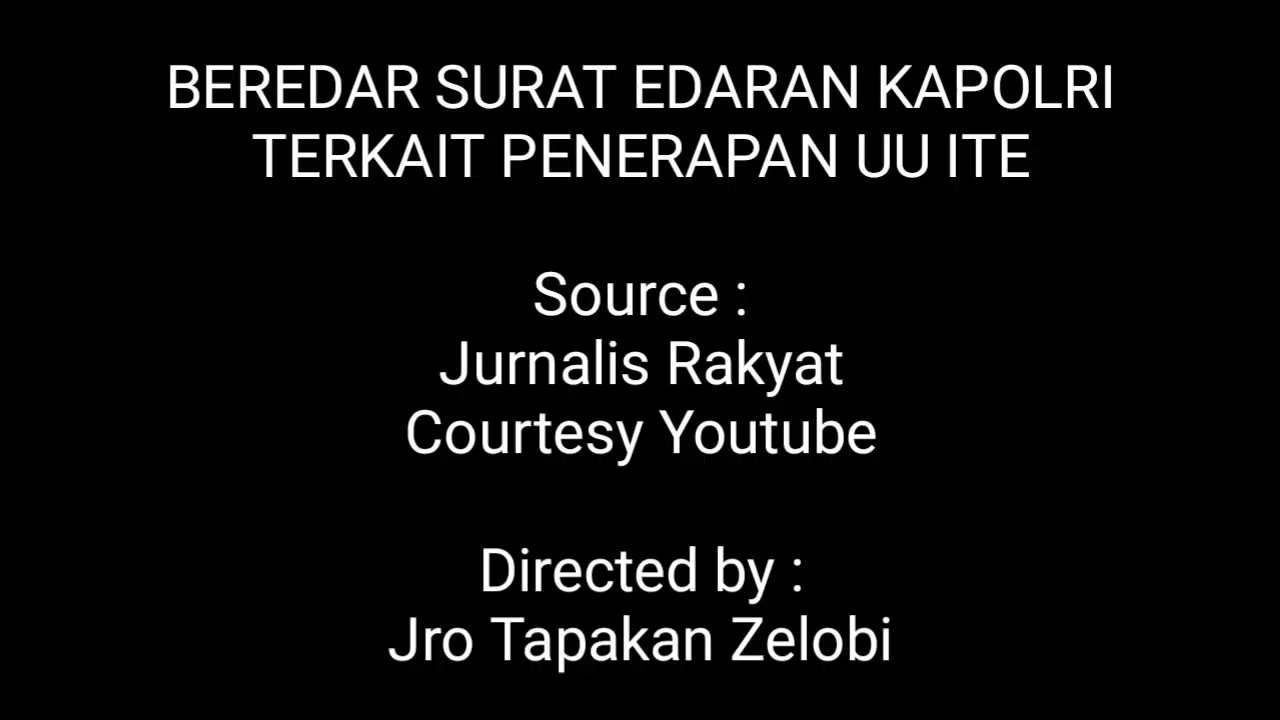 BEREDAR SURAT EDARAN KAPOLRI
TERKAIT PENERAPAN UU ITE
Source :
Jurnalis Rakyat
Courtesy Youtube
Directed by :
Jro Tapakan Zelobi